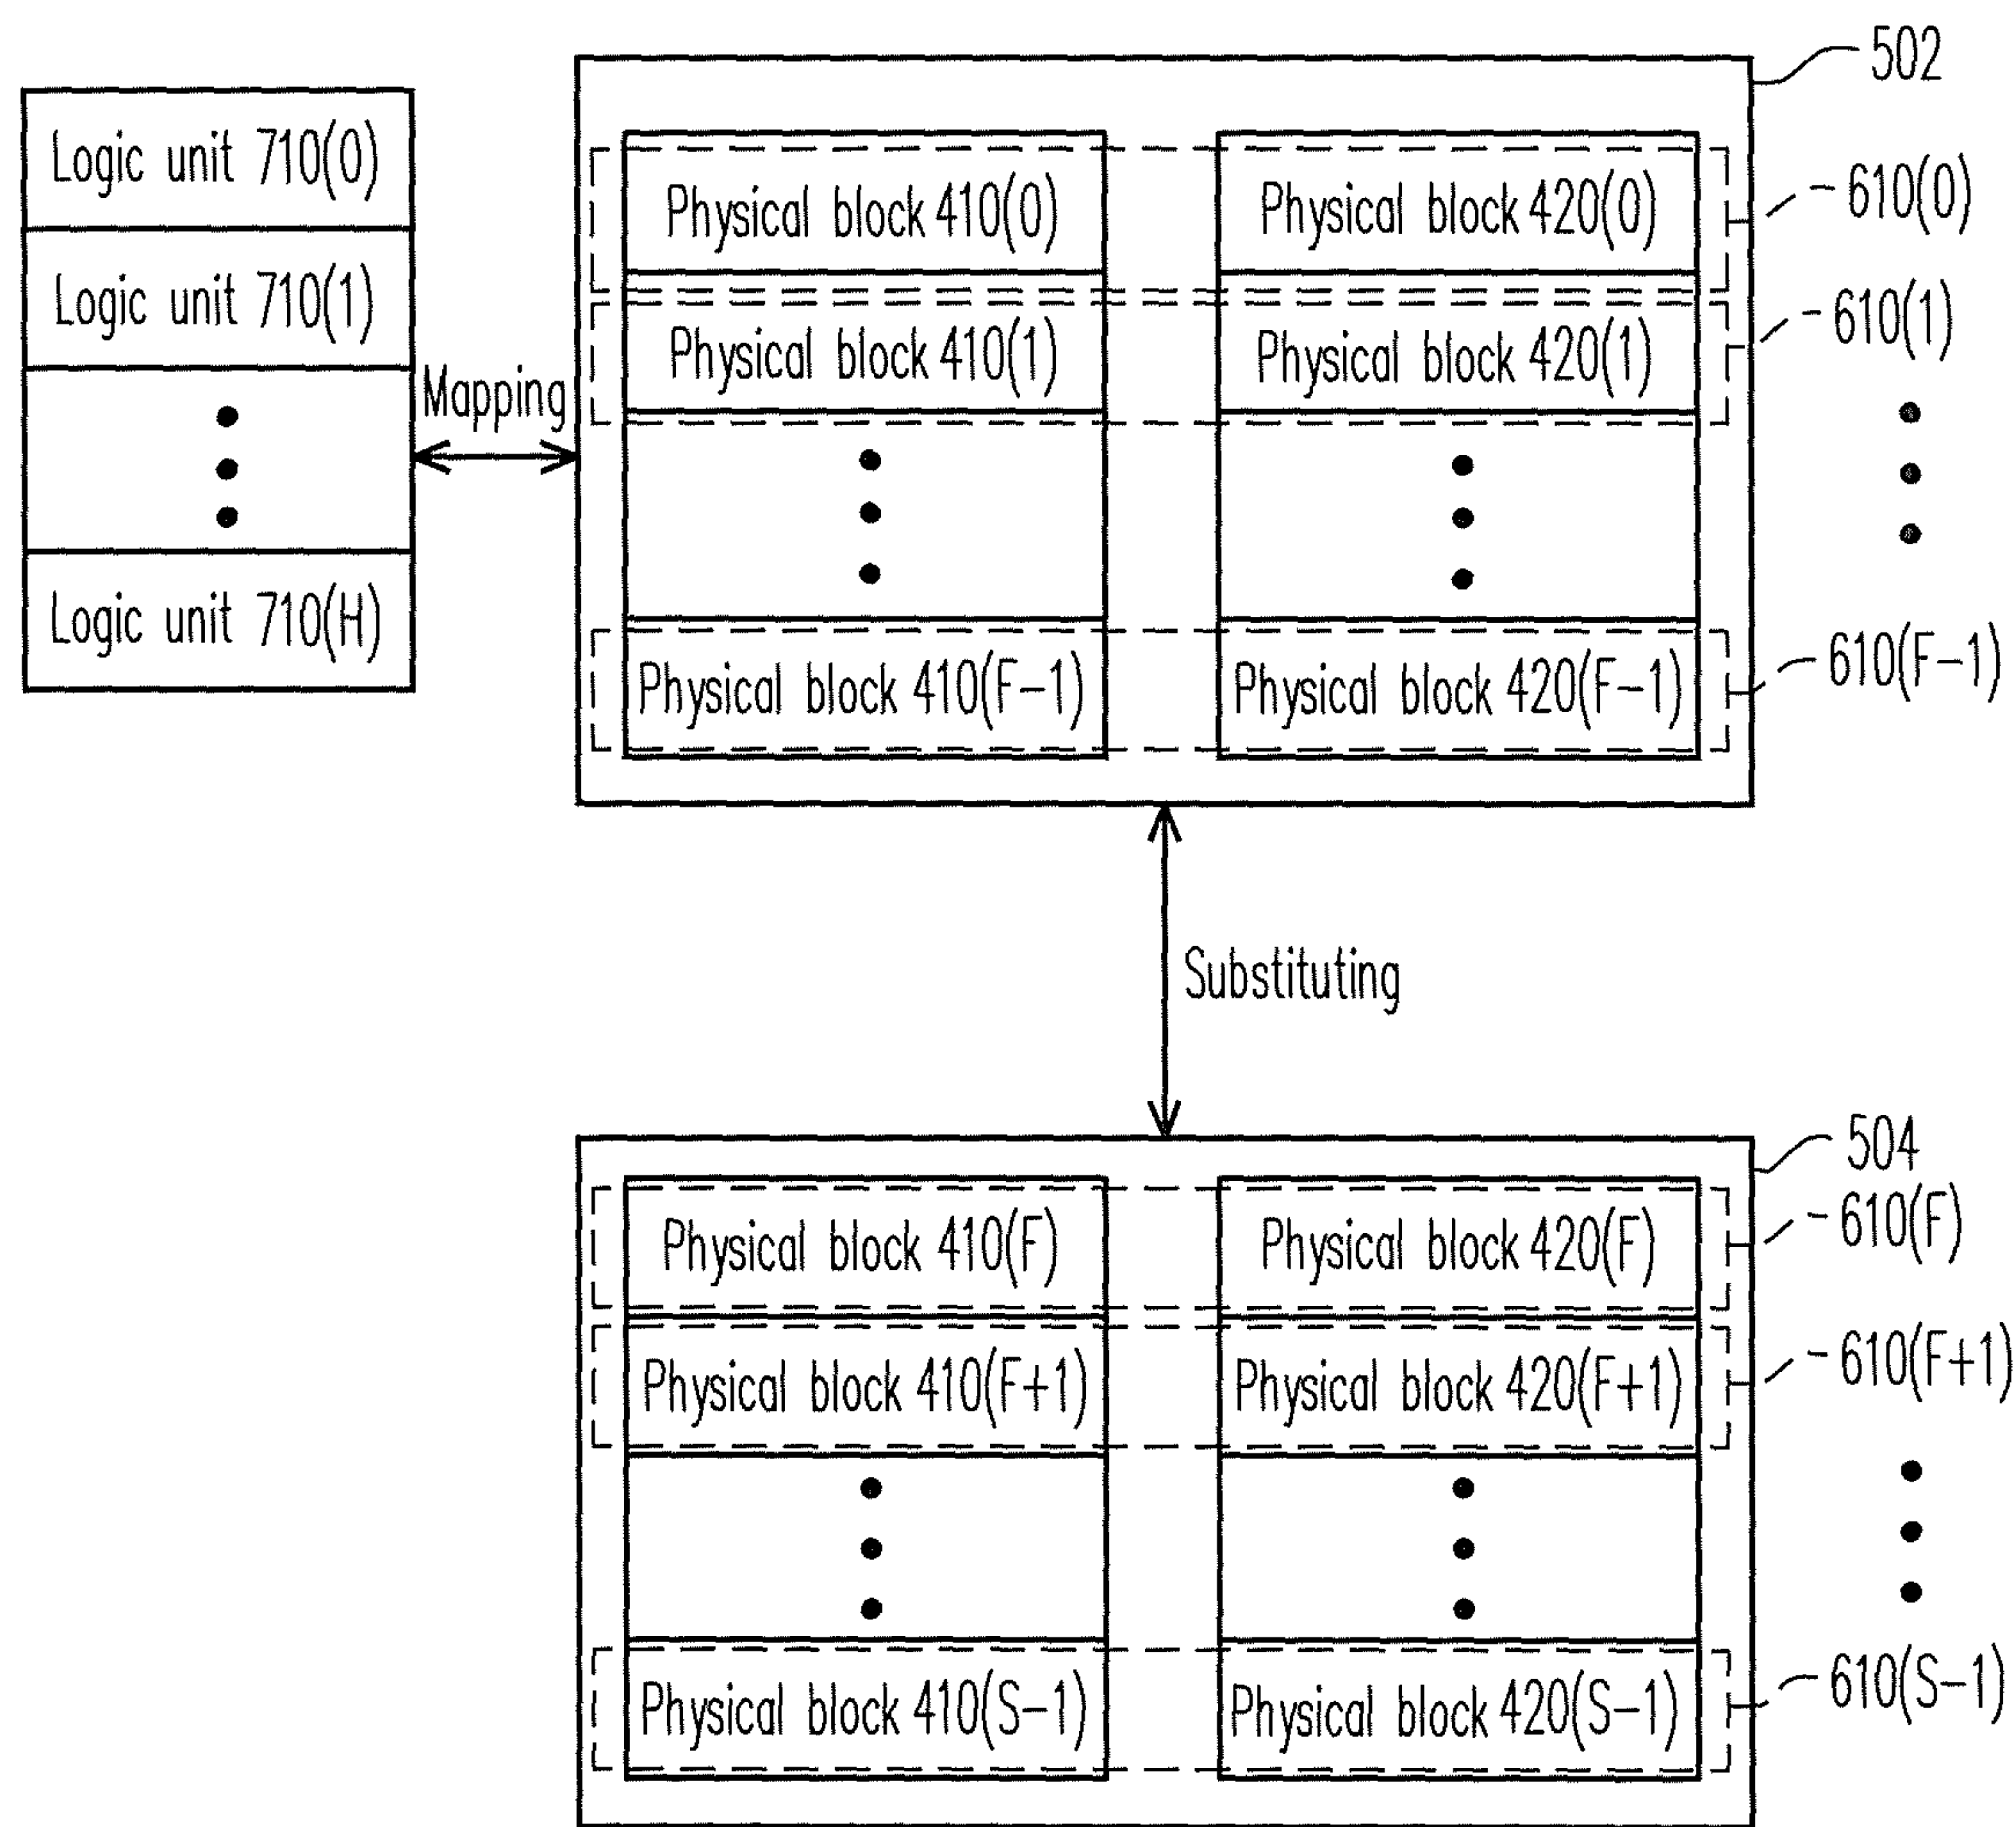 502
Logic unit 710(0)
Logic unit 710(1)
Logic unit 710(H)
Mapping
Physical block 410(0)
Physical block 420(0)
610(0)
Physical block 410(1)
Physical block 420(1)
610(1)
Physical block 410(F-1)
Physical block 420(F-1)
610(F-1)
Substituting
504
Physical block 410(F)
Physical block 420(F)
610(F)
Physical block 410(F+1)
Physical block 420(F+1)
610(F+1)
Physical block 410(S-1)
Physical block 420(S-1)
610(S-1)